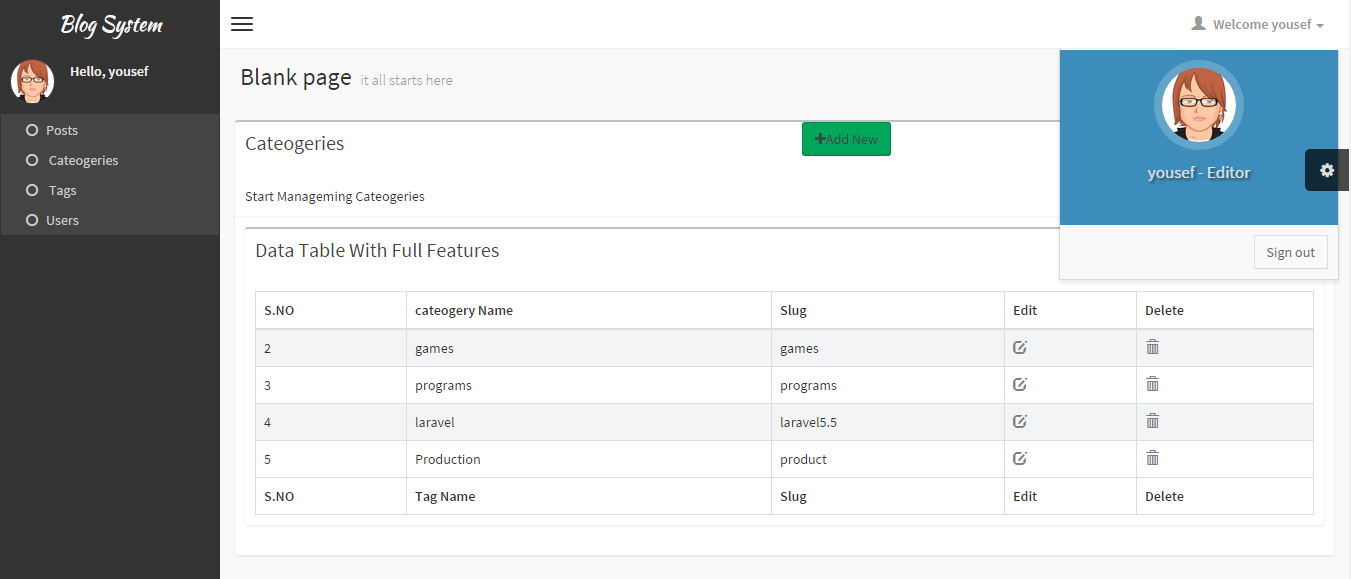 Blog System
Welcome yousef
Hello, yousef
Posts
Cateogeries
Tags
Users
Blank page it all starts here
yousef - Editor
Sign out
Cateogeries
Add New
Start Manageming Cateogeries
Data Table With Full Features
S.NO cateogery Name Slug Edit Delete
2 games games
3 programs programs
4 laravel laravel5.5
5 Production product
S.NO Tag Name Slug Edit Delete